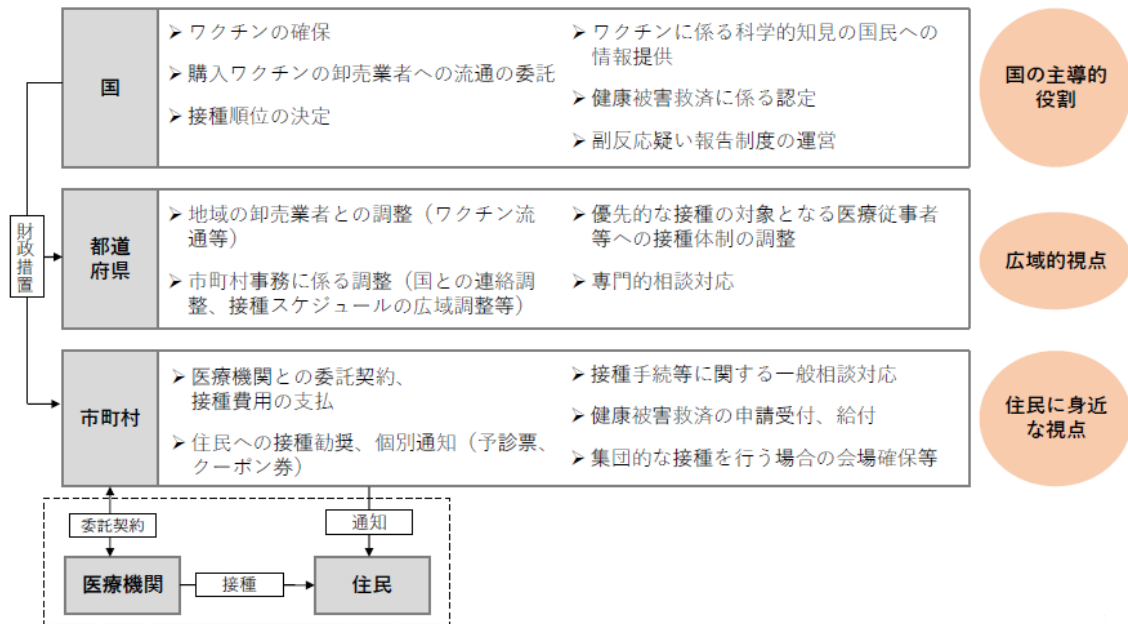 国
➤ ワクチンの確保
➤ 購入ワクチンの卸売業者への流通の委託
➤ 接種順位の決定
➤ ワクチンに係る科学的知見の国民への
情報提供
➤ 健康被害救済に係る認定
➤ 副反応疑い報告制度の運営
国の主導的
役割
財政措置
都道
府県
➤ 地域の卸売業者との調整（ワクチン流
通等）
➤ 市町村事務に係る調整（国との連絡調
整、接種スケジュールの広域調整等）
➤ 優先的な接種の対象となる医療従事者
等への接種体制の調整
➤ 専門的相談対応
広域的視点
市町村
➤ 医療機関との委託契約、
接種費用の支払
➤ 住民への接種勧奨、個別通知（予診票、
クーポン券）
➤ 接種手続等に関する一般相談対応
➤ 健康被害救済の申請受付、給付
➤ 集団的な接種を行う場合の会場確保等
住民に身近
な視点
委託契約
通知
医療機関
接種
住民